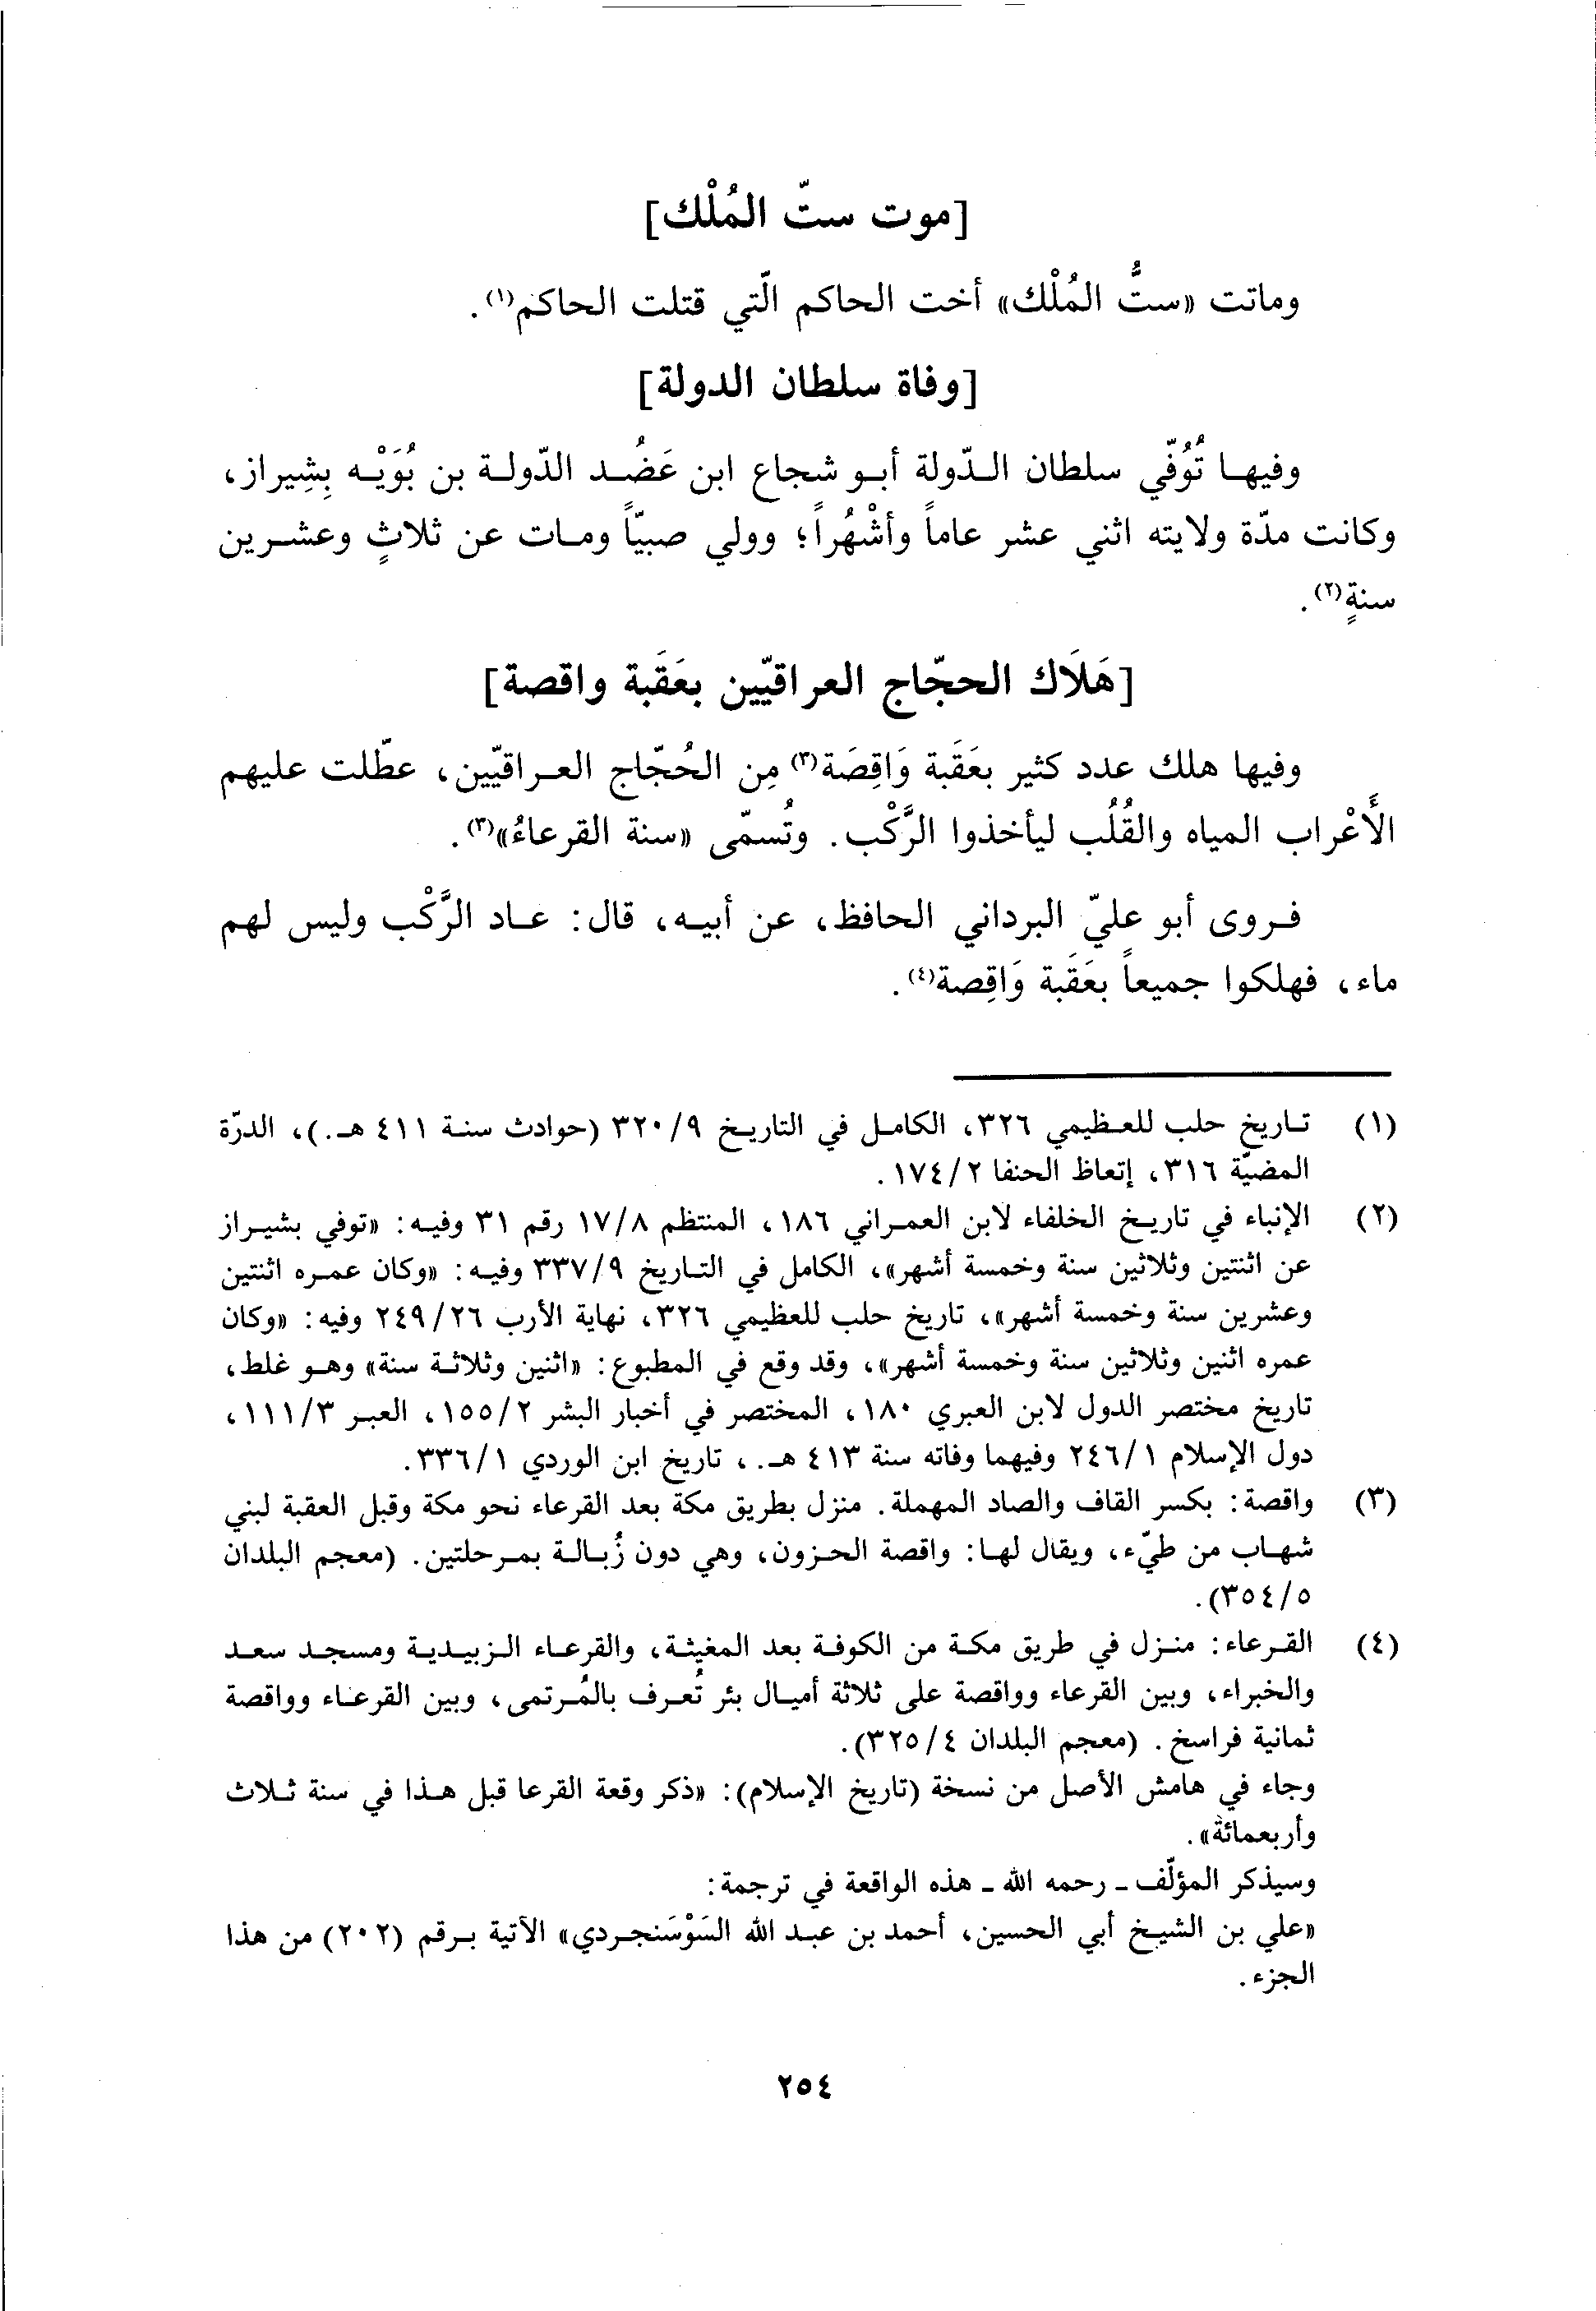 [موت ستّ المُلْك]
وماتت «ستُّ المُلْك» أخت الحاكم الّتي قتلت الحاكم(١).
[وفاة سلطان الدولة]
وفيها تُوُفّي سلطان الدّولة أبو شجاع ابن عَضُد الدّولة بن بُوَيْه بِشِيراز،
وكانت مدّة ولايته اثني عشر عاماً وأشْهُراً؛ وولي صبيّاً ومات عن ثلاثٍ وعشرين
سنةٍ(٢).
[هَلَاك الحجّاج العراقيّين بعَقَبة واقصة]
وفيها هلك عدد كثير بعَقَبة وَاقِصَة(٣) مِن الحُجّاج العراقيّين، عطّلت عليهم
الأَعْراب المياه والقُلُب ليأخذوا الرَّكْب. وتُسمّى «سنة القرعاءُ»(٣).
فروى أبو عليّ البرداني الحافظ، عن أبيه، قال: عاد الرَّكْب وليس لهم
ماء، فهلكوا جميعاً بعَقَبة وَاقِصة(٤).
(١) تاريخ حلب للعظيمي ٣٢٦، الكامل في التاريخ ٣٢٠/٩ (حوادث سنة ٤١١ هـ.)، الدرّة
المضيّة ٣١٦، إتعاظ الحنفا ١٧٤/٢.
(٢) الإنباء في تاريخ الخلفاء لابن العمراني ١٨٦، المنتظم ١٧/٨ رقم ٣١ وفيه: «توفي بشيراز
عن اثنتين وثلاثين سنة وخمسة أشهر»، الكامل في التاريخ ٣٣٧/٩ وفيه: «وكان عمره اثنتين
وعشرين سنة وخمسة أشهر»، تاريخ حلب للعظيمي ٣٢٦، نهاية الأرب ٢٤٩/٢٦ وفيه: «وكان
عمره اثنين وثلاثين سنة وخمسة أشهر»، وقد وقع في المطبوع: «اثنين وثلاثة سنة» وهو غلط،
تاريخ مختصر الدول لابن العبري ١٨٠، المختصر في أخبار البشر ١٥٥/٢، العبر ١١١/٣،
دول الإسلام ٢٤٦/١ وفيهما وفاته سنة ٤١٣ هـ.، تاريخ ابن الوردي ٣٣٦/١.
(٣) واقصة: بكسر القاف والصاد المهملة. منزل بطريق مكة بعد القرعاء نحو مكة وقبل العقبة لبني
شهاب من طيّء، ويقال لها: واقصة الحزون، وهي دون زُبالة بمرحلتين. (معجم البلدان
٣٥٤/٥).
(٤) القرعاء: منزل في طريق مكة من الكوفة بعد المغيثة، والقرعاء الزبيدية ومسجد سعد
والخبراء، وبين القرعاء وواقصة على ثلاثة أميال بئر تُعرف بالمُرتمى، وبين القرعاء وواقصة
ثمانية فراسخ. (معجم البلدان ٣٢٥/٤).
وجاء في هامش الأصل من نسخة (تاريخ الإسلام): «ذكر وقعة القرعا قبل هذا في سنة ثلاث
وأربعمائة».
وسيذكر المؤلّف - رحمه الله - هذه الواقعة في ترجمة:
«علي بن الشيخ أبي الحسين، أحمد بن عبد الله السَوْسَنجردي» الآتية برقم (٢٠٢) من هذا
الجزء.
٢٥٤